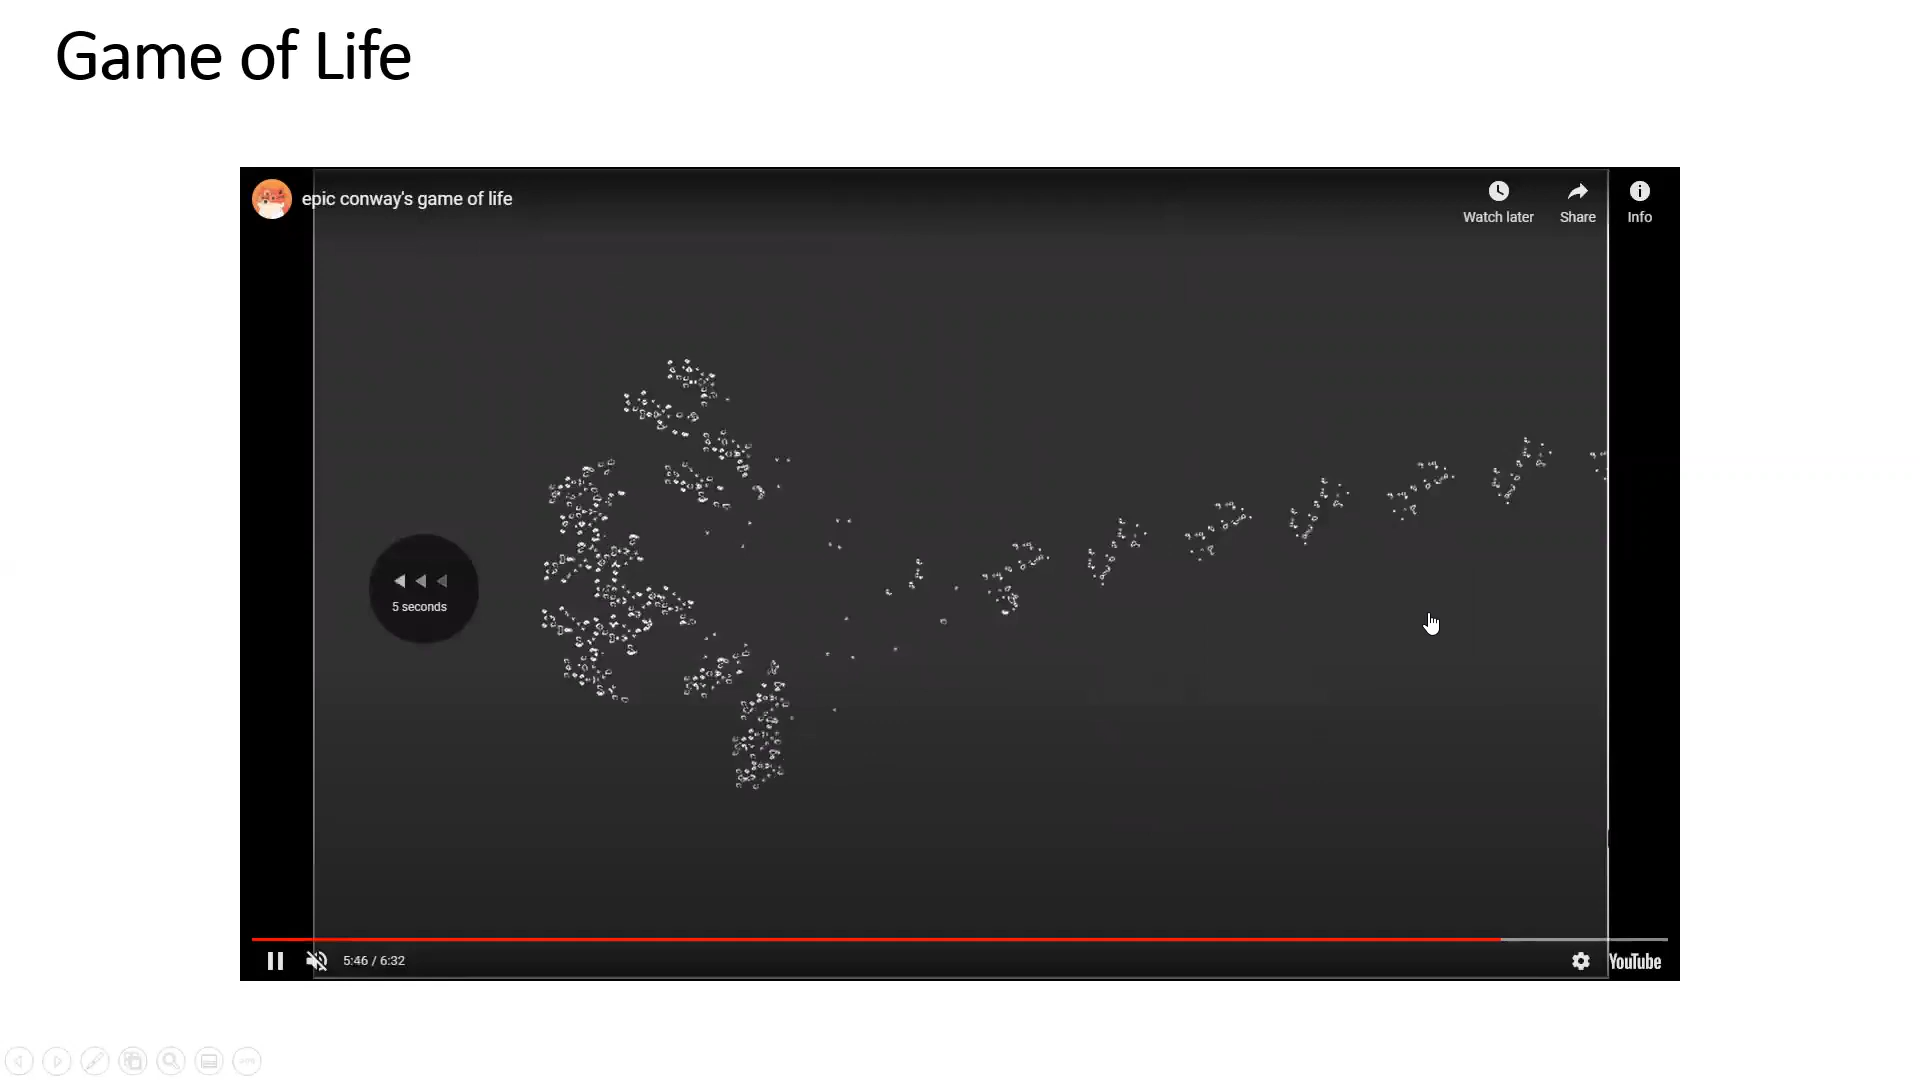 Game of Life
epic conway's game of life
Watch later
Share
Info
5 seconds
5:46 / 6:32
YouTube